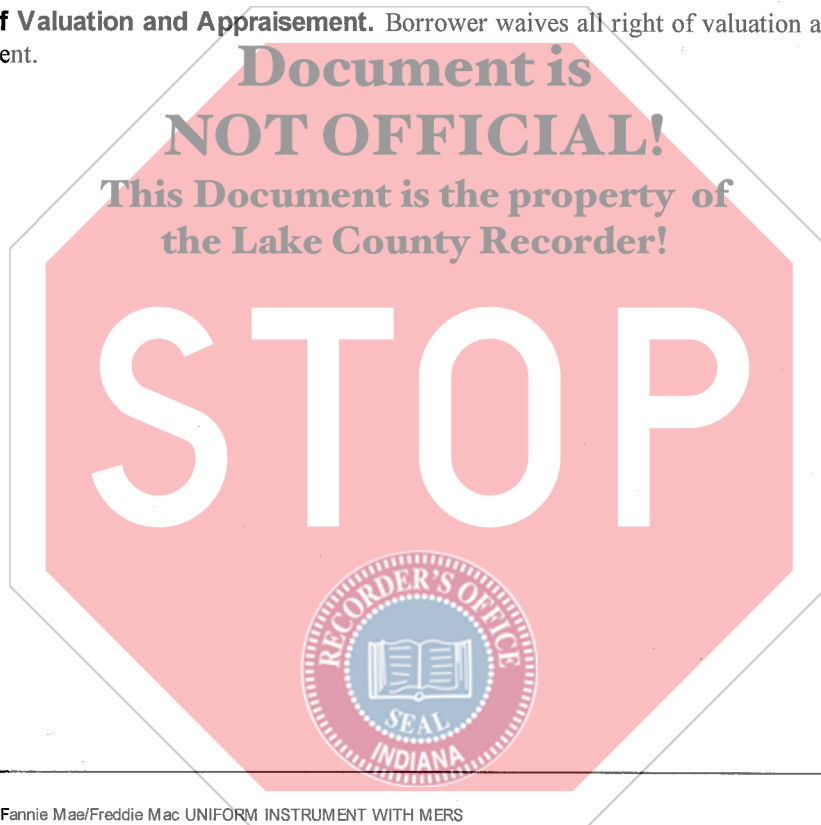 f Valuation and Appraisement. Borrower waives all right of valuation a
ent.
Document is
NOT OFFICIAL!
This Document is the property of
the Lake County Recorder!
STOP
RECORDER'S OFFICE
SEAL
INDIANA
Fannie Mae/Freddie Mac UNIFORM INSTRUMENT WITH MERS